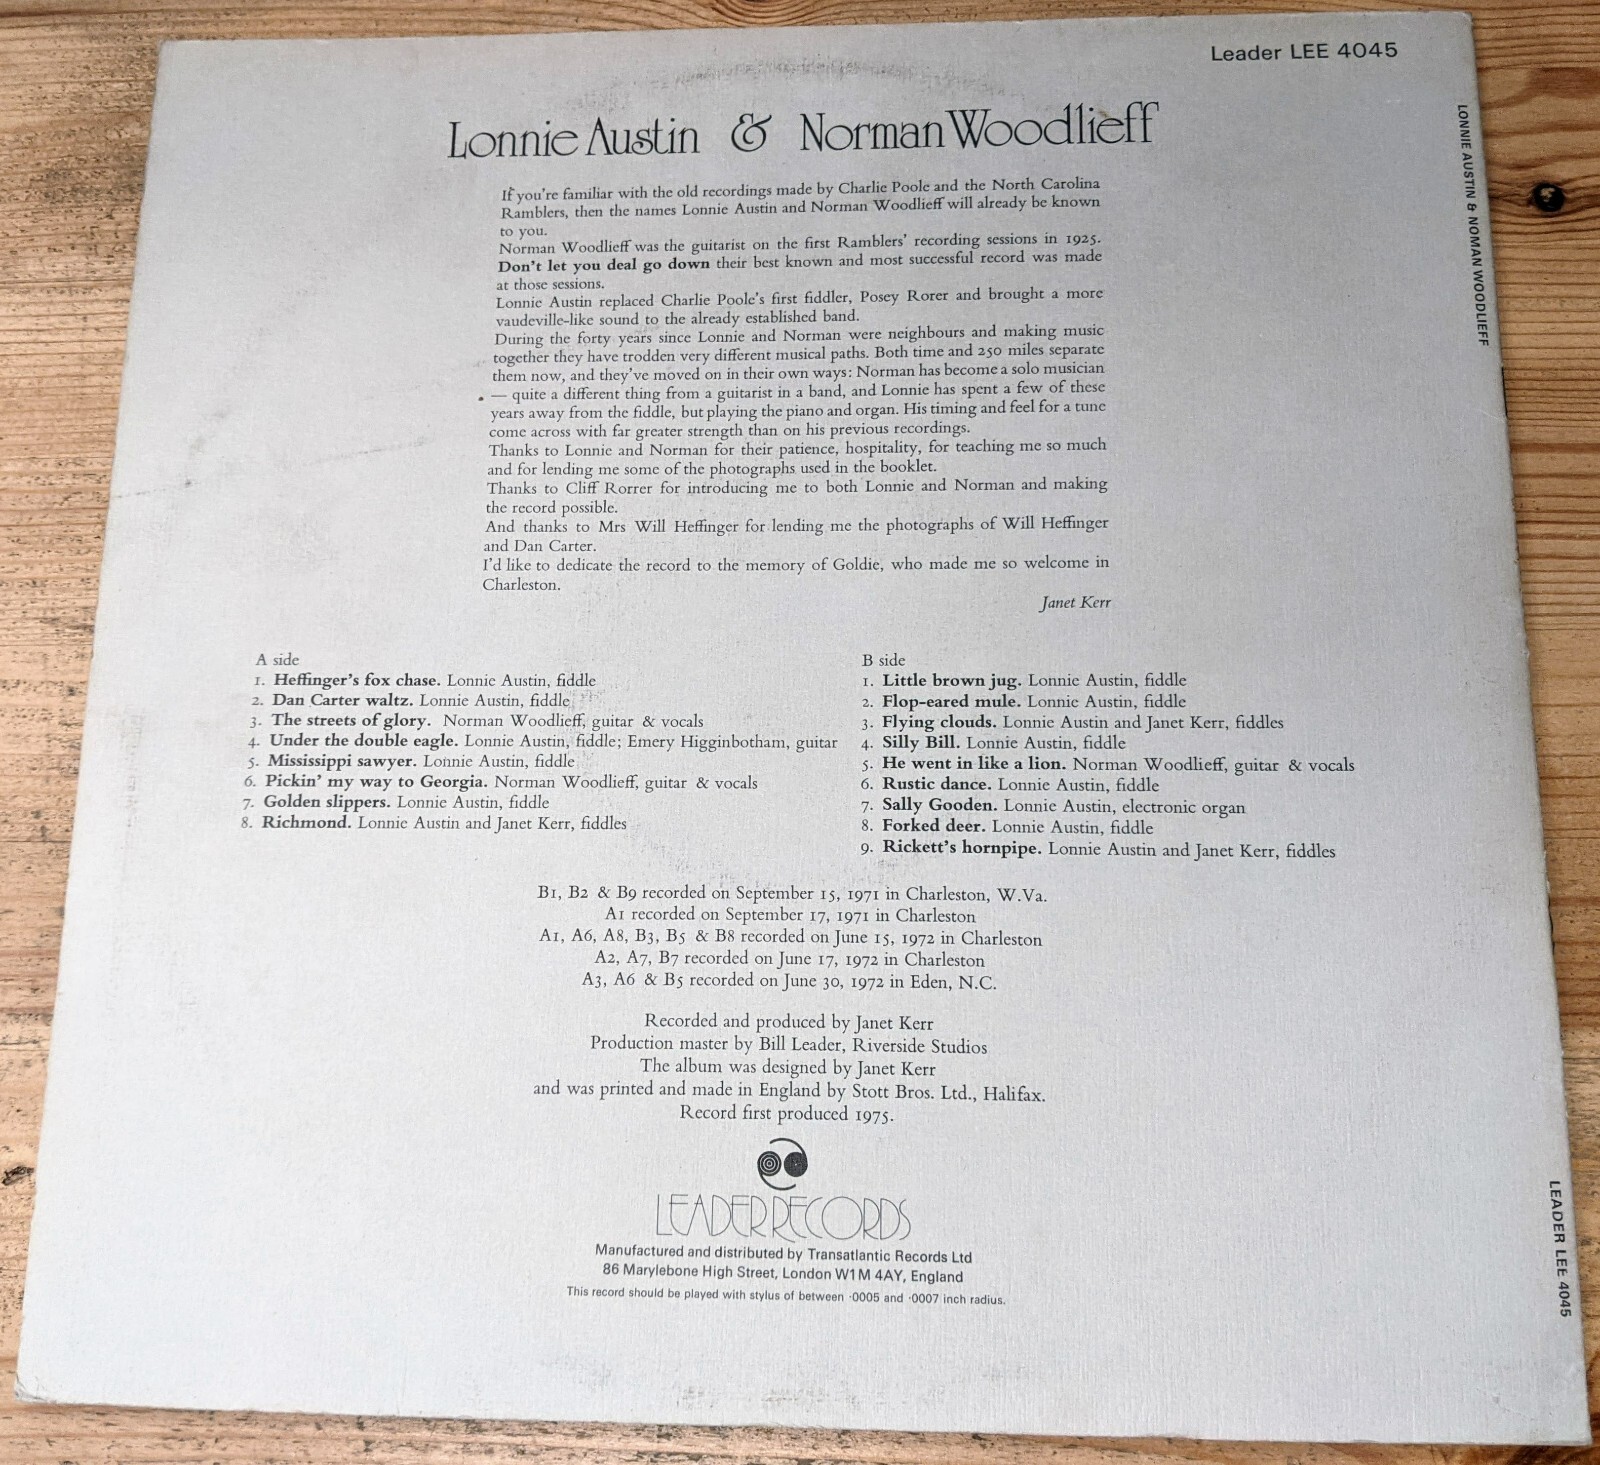 Leader LEE 4045
Lonnie Austin & Norman Woodlieff
If you're familiar with the old recordings made by Charlie Poole and the North Carolina
Ramblers, then the names Lonnie Austin and Norman Woodlieff will already be known
to you.
Norman Woodlieff was the guitarist on the first Ramblers' recording sessions in 1925.
Don't let you deal go down their best known and most successful record was made
at those sessions.
Lonnie Austin replaced Charlie Poole's first fiddler, Posey Rorer and brought a more
vaudeville-like sound to the already established band.
During the forty years since Lonnie and Norman were neighbours and making music
together they have trodden very different musical paths. Both time and 250 miles separate
them now, and they've moved on in their own ways: Norman has become a solo musician
— quite a different thing from a guitarist in a band, and Lonnie has spent a few of these
years away from the fiddle, but playing the piano and organ. His timing and feel for a tune
come across with far greater strength than on his previous recordings.
Thanks to Lonnie and Norman for their patience, hospitality, for teaching me so much
and for lending me some of the photographs used in the booklet.
Thanks to Cliff Rorrer for introducing me to both Lonnie and Norman and making
the record possible.
And thanks to Mrs Will Heffinger for lending me the photographs of Will Heffinger
and Dan Carter.
I'd like to dedicate the record to the memory of Goldie, who made me so welcome in
Charleston.
Janet Kerr
A side
1. Heffinger's fox chase. Lonnie Austin, fiddle
2. Dan Carter waltz. Lonnie Austin, fiddle
3. The streets of glory. Norman Woodlieff, guitar & vocals
4. Under the double eagle. Lonnie Austin, fiddle; Emery Higginbotham, guitar
5. Mississippi sawyer. Lonnie Austin, fiddle
6. Pickin' my way to Georgia. Norman Woodlieff, guitar & vocals
7. Golden slippers. Lonnie Austin, fiddle
8. Richmond. Lonnie Austin and Janet Kerr, fiddles
B side
1. Little brown jug. Lonnie Austin, fiddle
2. Flop-eared mule. Lonnie Austin, fiddle
3. Flying clouds. Lonnie Austin and Janet Kerr, fiddles
4. Silly Bill. Lonnie Austin, fiddle
5. He went in like a lion. Norman Woodlieff, guitar & vocals
6. Rustic dance. Lonnie Austin, fiddle
7. Sally Gooden. Lonnie Austin, electronic organ
8. Forked deer. Lonnie Austin, fiddle
9. Rickett's hornpipe. Lonnie Austin and Janet Kerr, fiddles
B1, B2 & B9 recorded on September 15, 1971 in Charleston, W.Va.
A1 recorded on September 17, 1971 in Charleston
A1, A6, A8, B3, B5 & B8 recorded on June 15, 1972 in Charleston
A2, A7, B7 recorded on June 17, 1972 in Charleston
A3, A6 & B5 recorded on June 30, 1972 in Eden, N.C.
Recorded and produced by Janet Kerr
Production master by Bill Leader, Riverside Studios
The album was designed by Janet Kerr
and was printed and made in England by Stott Bros. Ltd., Halifax.
Record first produced 1975.
LEADER RECORDS
Manufactured and distributed by Transatlantic Records Ltd
86 Marylebone High Street, London W1M 4AY, England
This record should be played with stylus of between ·0005 and ·0007 inch radius.
LONNIE AUSTIN & NOMAN WOODLIEFF
LEADER LEE 4045